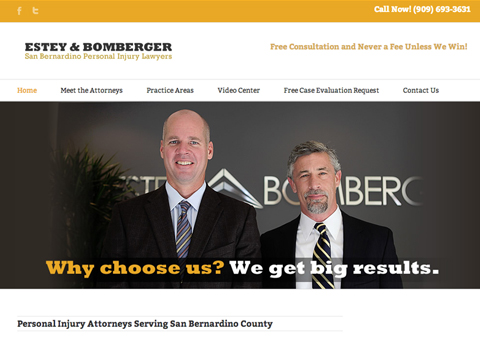 Call Now! (909) 693-3631
ESTEY & BOMBERGER
San Bernardino Personal Injury Lawyers
Free Consultation and Never a Fee Unless We Win!
Home Meet the Attorneys Practice Areas Video Center Free Case Evaluation Request Contact Us
ESTE BOMBERG
Why choose us? We get big results.
Personal Injury Attorneys Serving San Bernardino County